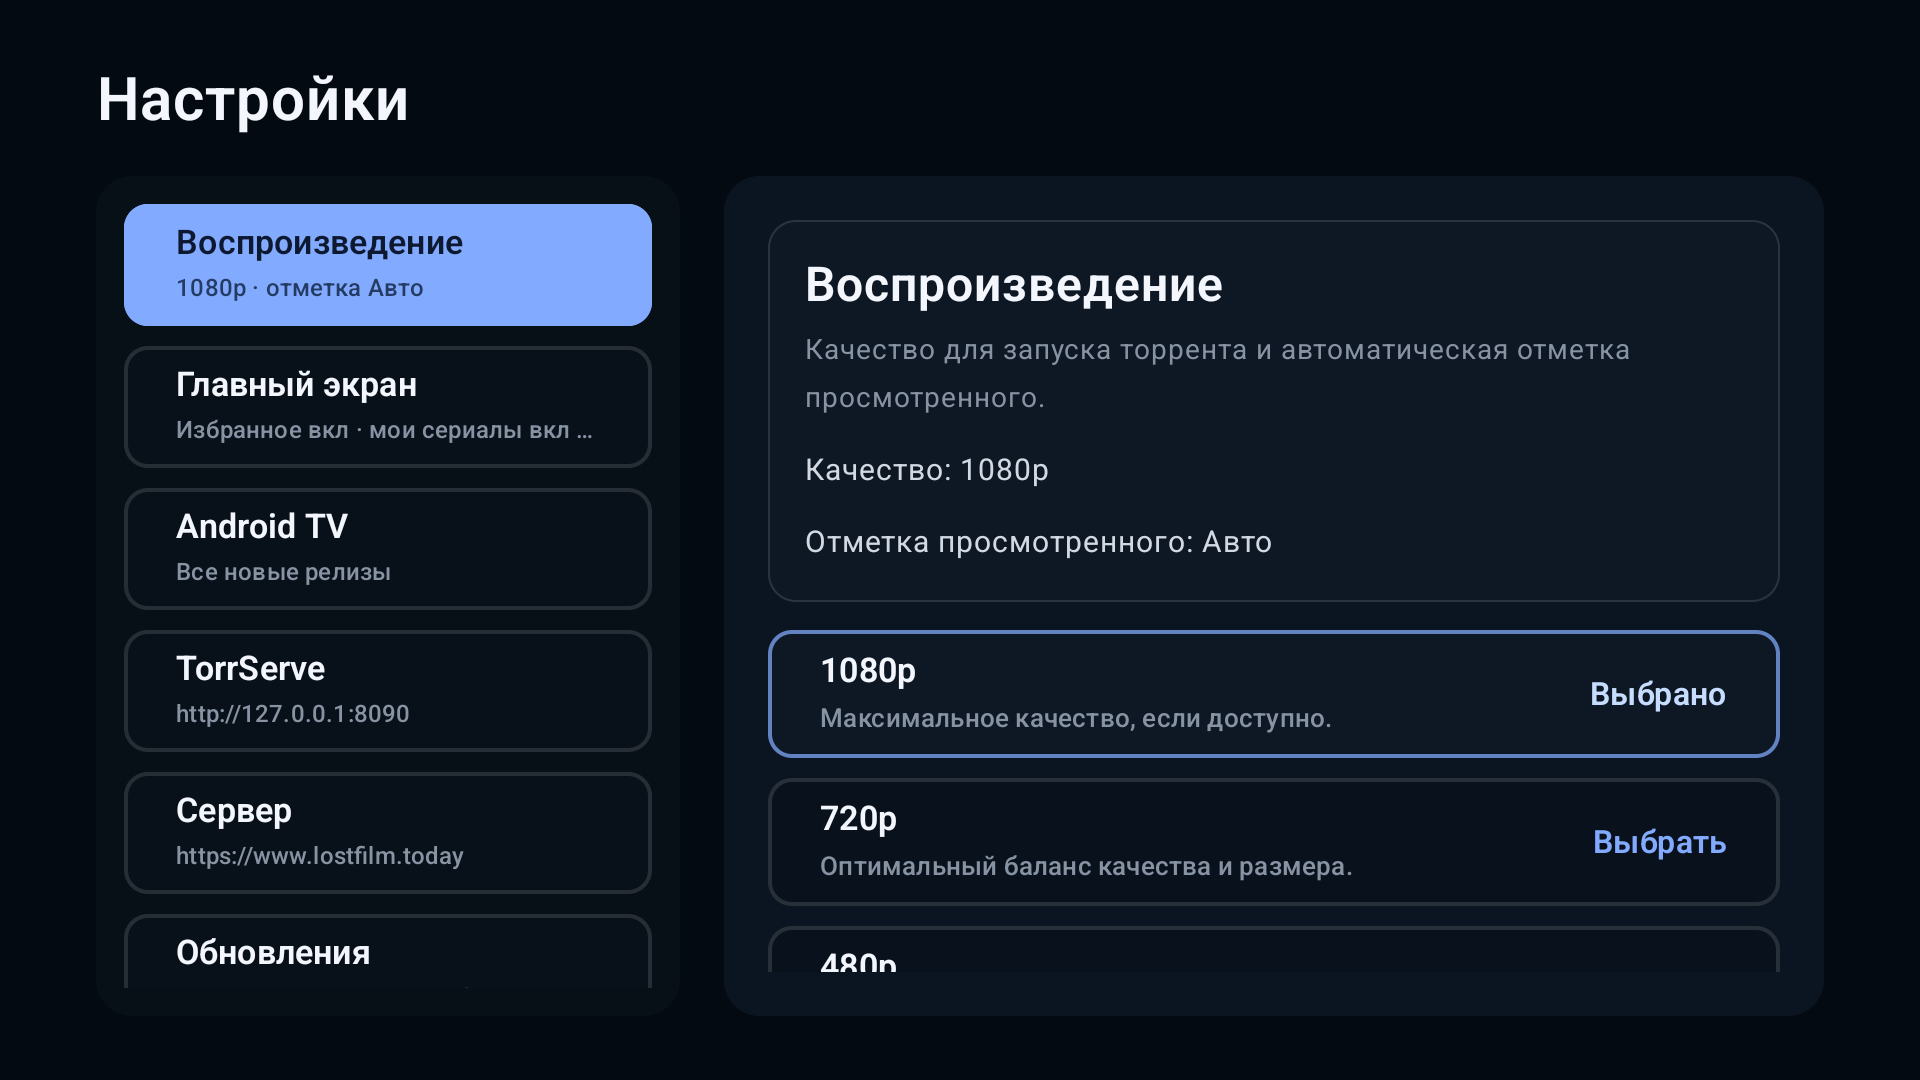 Настройки
Воспроизведение
1080p · отметка Авто
Главный экран
Избранное вкл · мои сериалы вкл ...
Android TV
Все новые релизы
TorrServe
http://127.0.0.1:8090
Сервер
https://www.lostfilm.today
Обновления
Воспроизведение
Качество для запуска торрента и автоматическая отметка
просмотренного.
Качество: 1080p
Отметка просмотренного: Авто
1080p
Максимальное качество, если доступно.
Выбрано
720p
Оптимальный баланс качества и размера.
Выбрать
480p